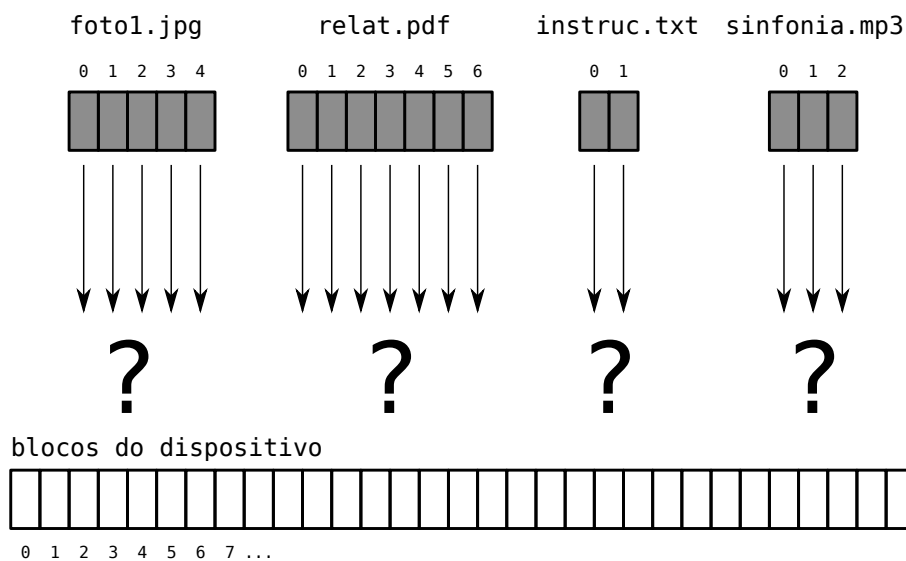 foto1.jpg relat.pdf instruc.txt sinfonia.mp3
0 1 2 3 4 0 1 2 3 4 5 6 0 1 0 1 2
? ? ? ?
blocos do dispositivo
0 1 2 3 4 5 6 7 ...